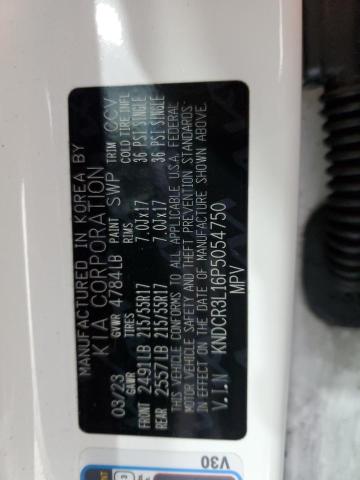 MANUFACTURED IN KOREA BY
KIA CORPORATION
03/23 GVWR 4784LB PAINT SWP TRIM CCV
GAWR TIRES RIMS COLD TIRE INFL
FRONT 2491LB 215/55R17 7.0Jx17 36 PSI SINGLE
REAR 2557LB 215/55R17 7.0Jx17 36 PSI SINGLE
THIS VEHICLE CONFORMS TO ALL APPLICABLE U.S.A. FEDERAL
MOTOR VEHICLE SAFETY AND THEFT PREVENTION STANDARDS
IN EFFECT ON THE DATE OF MANUFACTURE SHOWN ABOVE.
V.I.N KNDCR3L16P5054750
MPV
V30